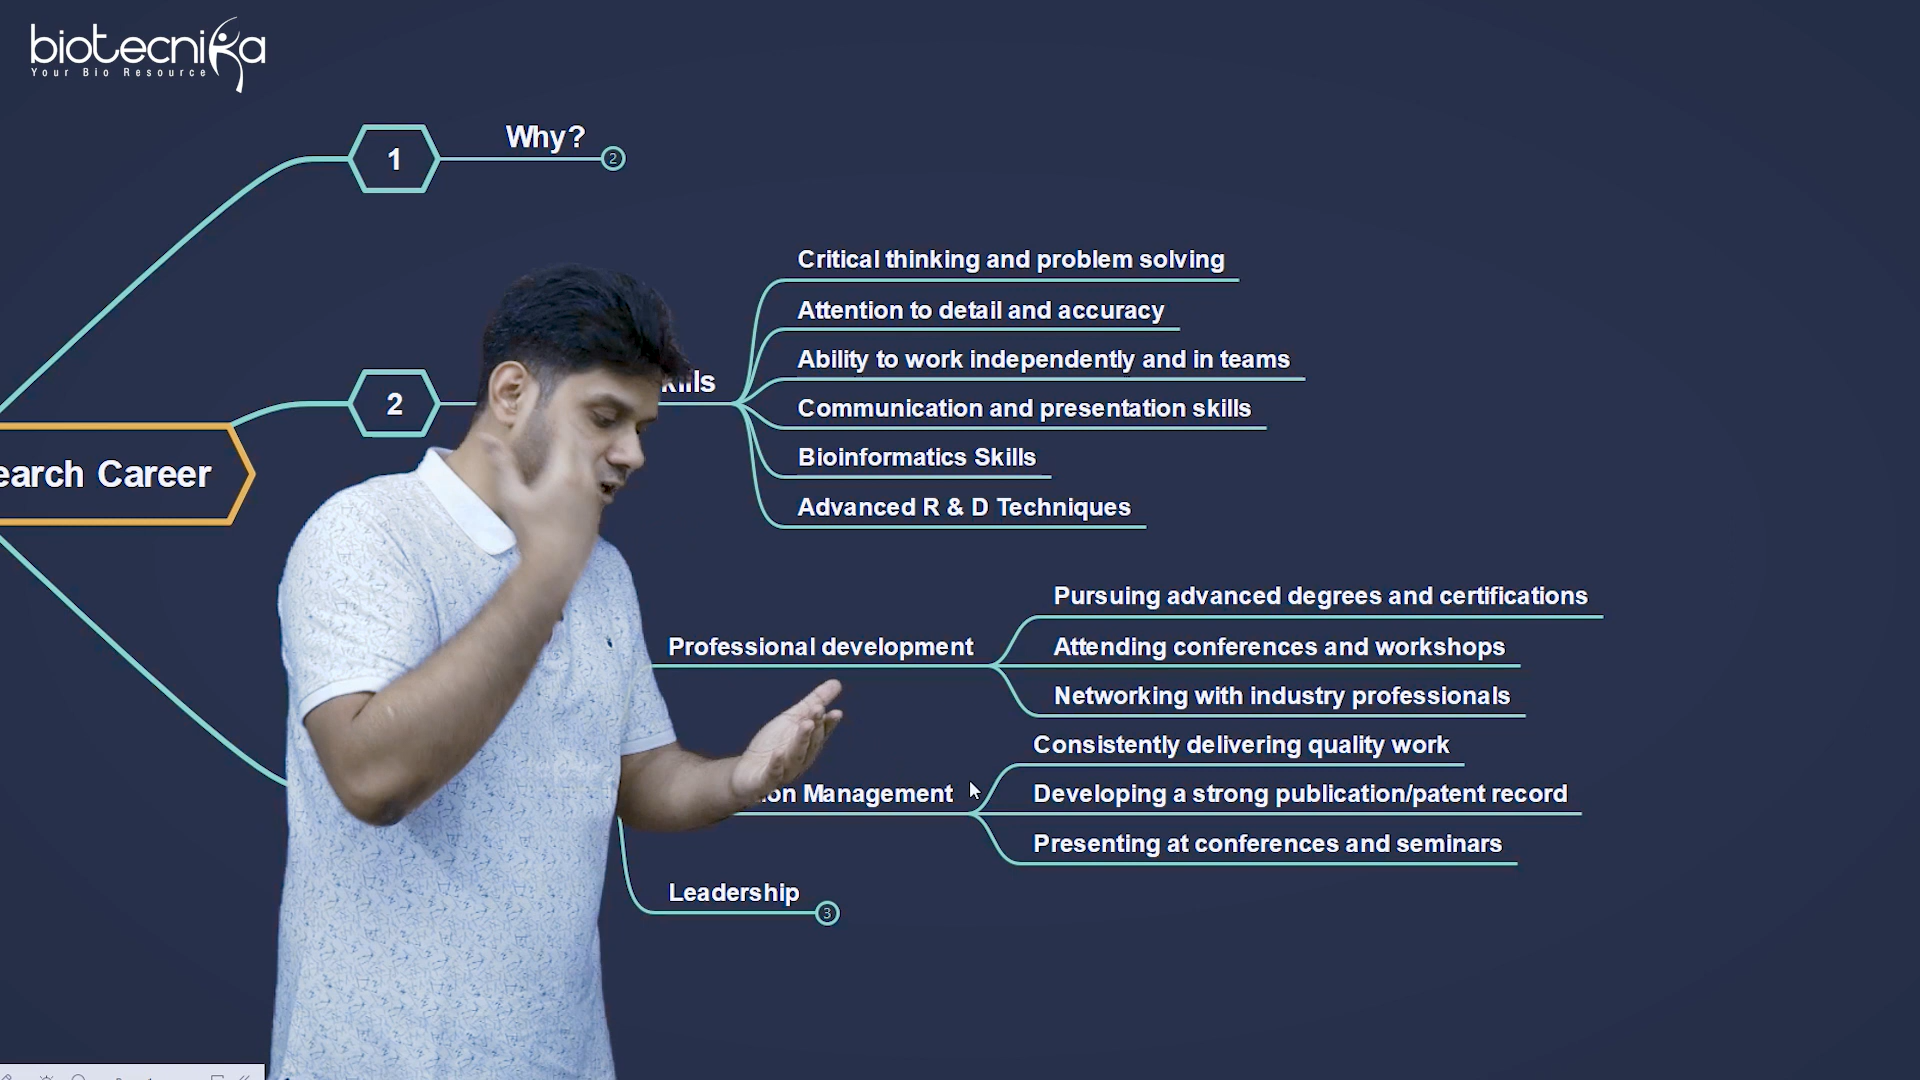 biotecnika
Your Bio Resource
1
Why?
2
Critical thinking and problem solving
Attention to detail and accuracy
Ability to work independently and in teams
2
Communication and presentation skills
Bioinformatics Skills
Advanced R & D Techniques
Career
Professional development
Pursuing advanced degrees and certifications
Attending conferences and workshops
Networking with industry professionals
Management
Consistently delivering quality work
Developing a strong publication/patent record
Presenting at conferences and seminars
Leadership
3